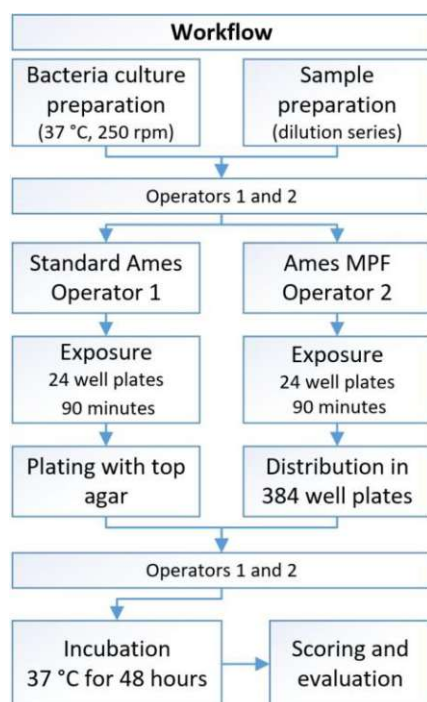 Workflow
Bacteria culture
preparation
(37 °C, 250 rpm)
Sample
preparation
(dilution series)
Operators 1 and 2
Standard Ames
Operator 1
Ames MPF
Operator 2
Exposure
24 well plates
90 minutes
Exposure
24 well plates
90 minutes
Plating with top
agar
Distribution in
384 well plates
Operators 1 and 2
Incubation
37 °C for 48 hours
Scoring and
evaluation